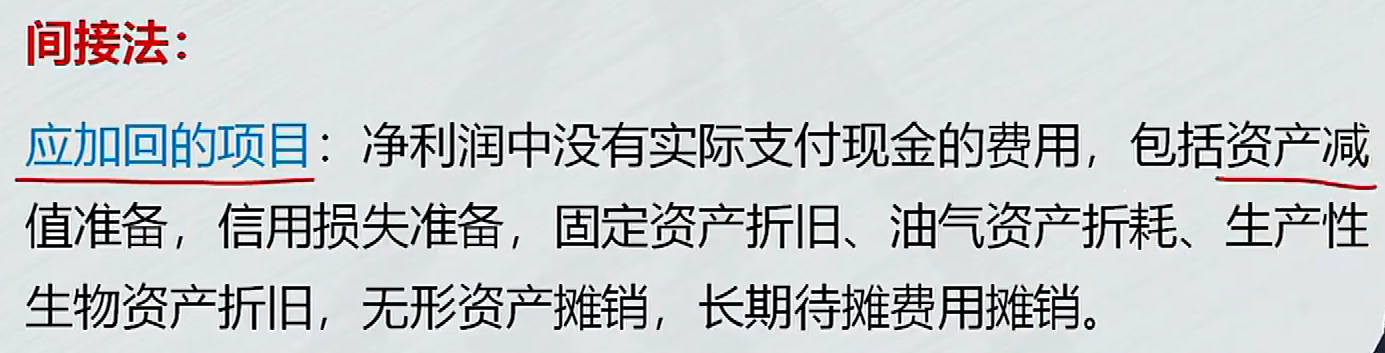 间接法：
应加回的项目：净利润中没有实际支付现金的费用，包括资产减
值准备，信用损失准备，固定资产折旧、油气资产折耗、生产性
生物资产折旧，无形资产摊销，长期待摊费用摊销。